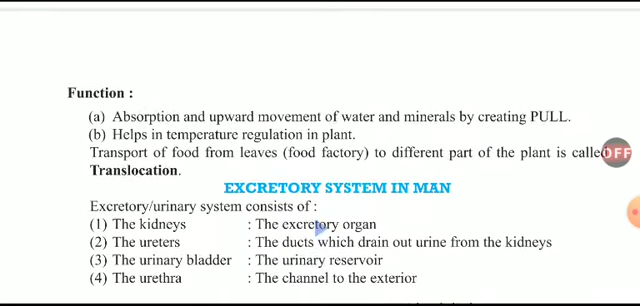 Function :
(a) Absorption and upward movement of water and minerals by creating PULL.
(b) Helps in temperature regulation in plant.
Transport of food from leaves (food factory) to different part of the plant is called
OFF
Translocation.
EXCRETORY SYSTEM IN MAN
Excretory/urinary system consists of :
(1) The kidneys : The excretory organ
(2) The ureters : The ducts which drain out urine from the kidneys
(3) The urinary bladder : The urinary reservoir
(4) The urethra : The channel to the exterior